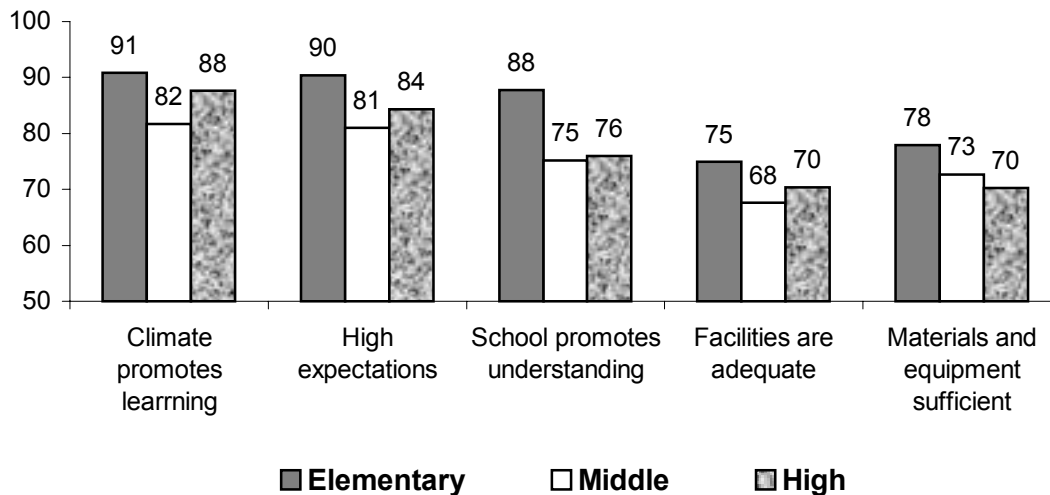 100
90
80
70
60
50
91
82
88
90
81
84
88
75
76
75
68
70
78
73
70
Climate
promotes
learrning
High
expectations
School promotes
understanding
Facilities are
adequate
Materials and
equipment
sufficient
Elementary Middle High